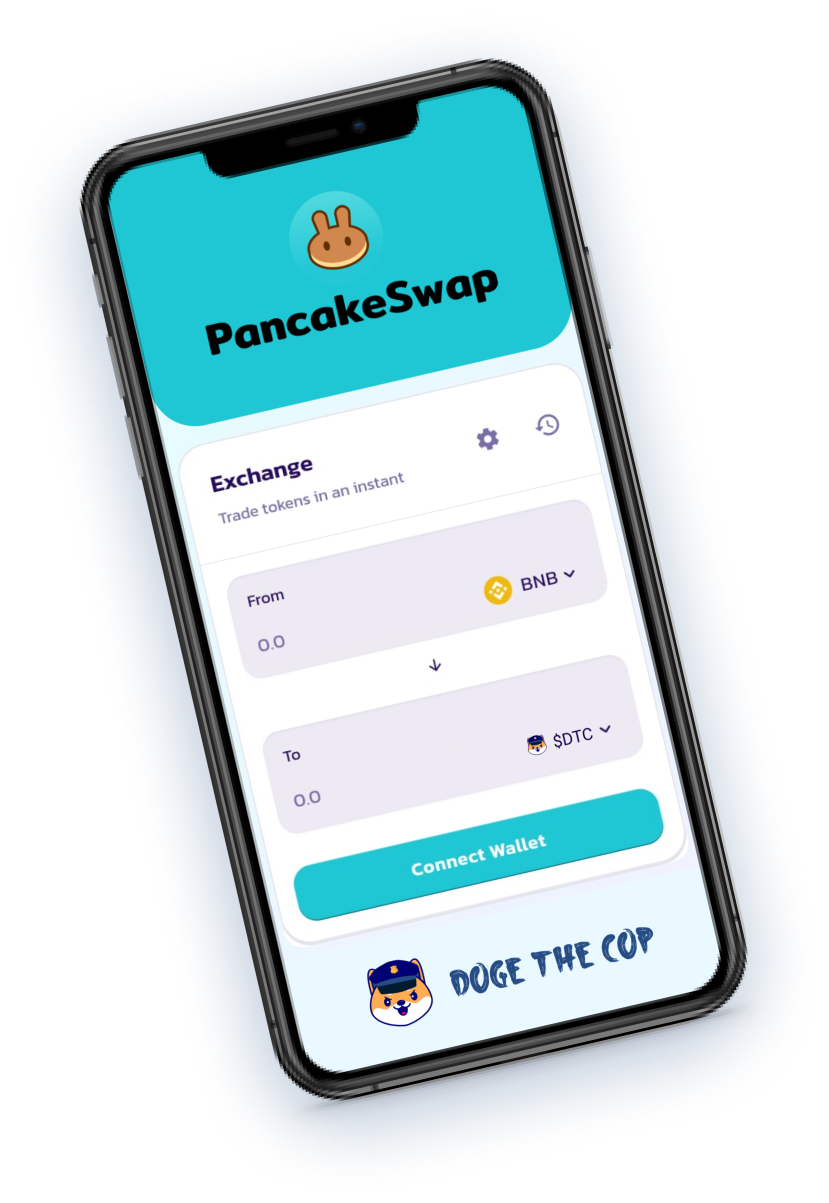 PancakeSwap
Exchange
Trade tokens in an instant
From
BNB
0.0
To
$DTC
0.0
Connect Wallet
DOGE THE COP